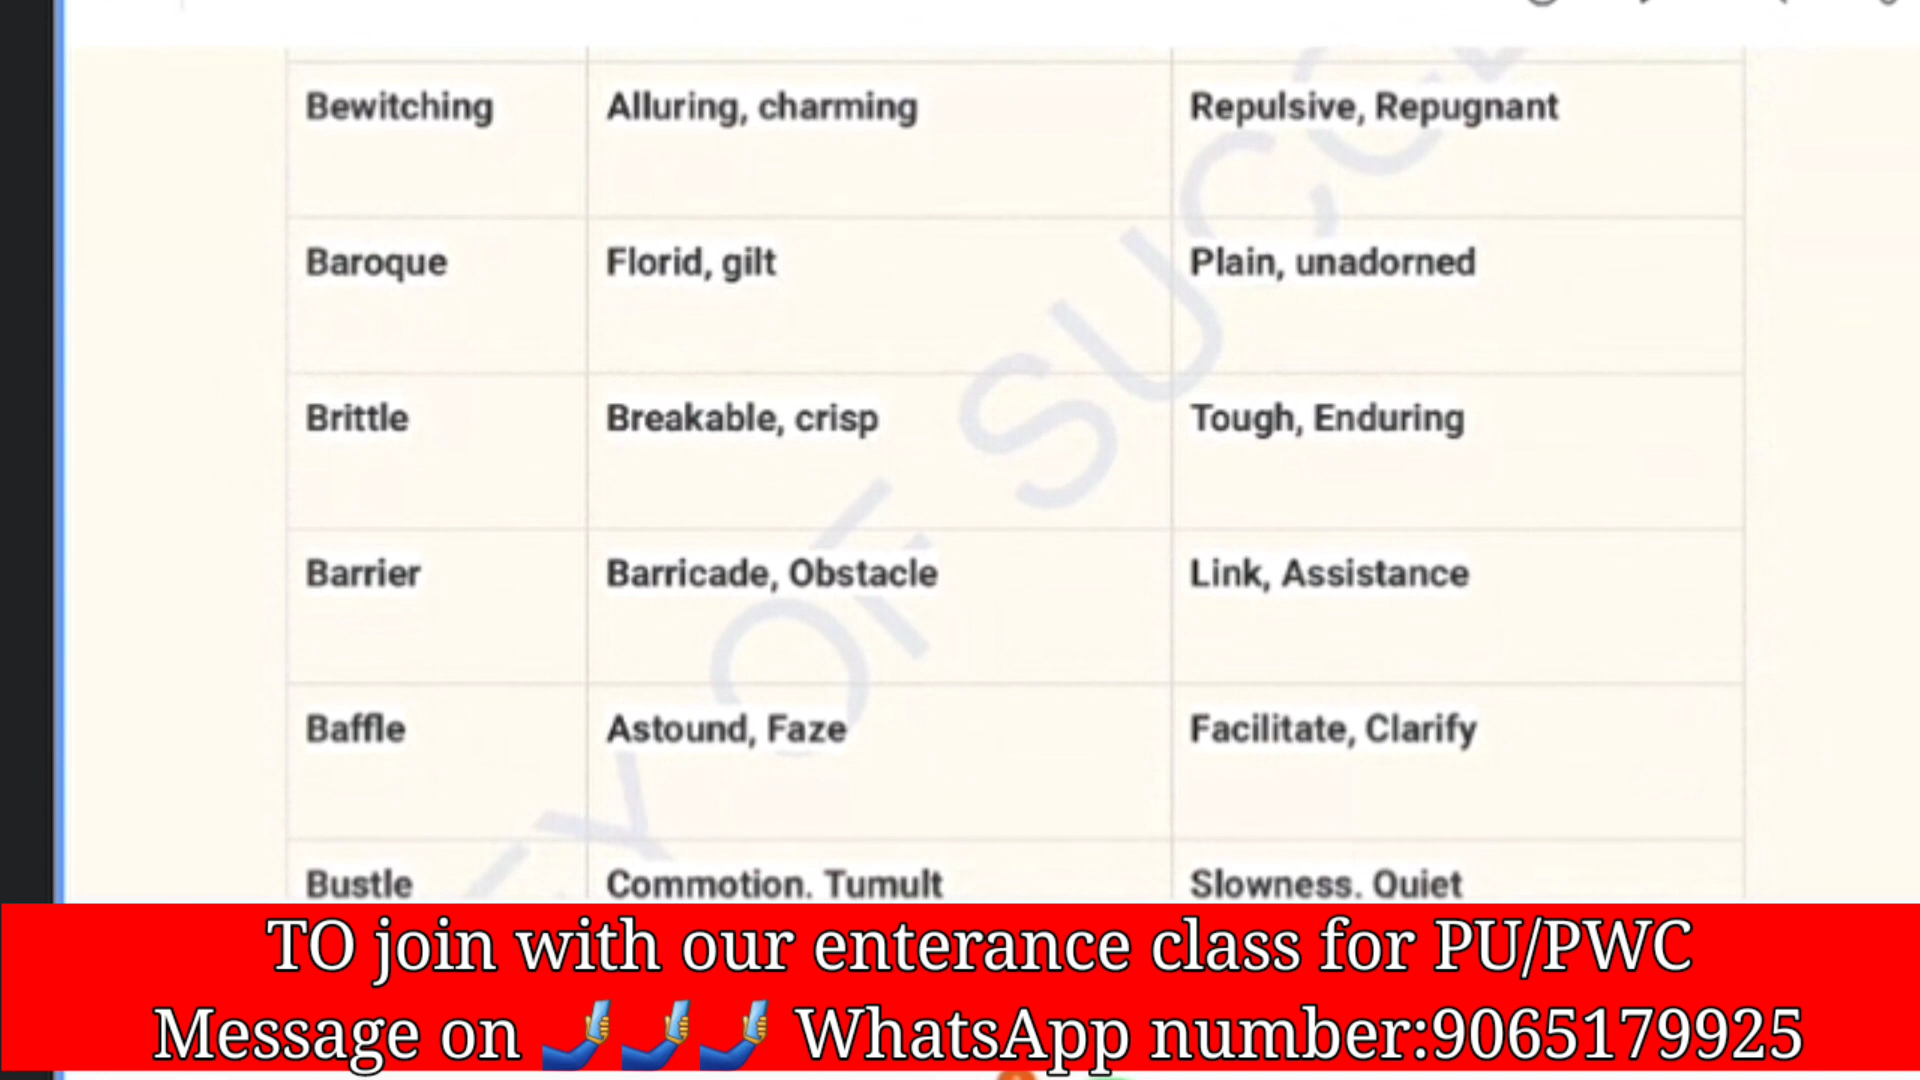 Bewitching Alluring, charming Repulsive, Repugnant
Baroque Florid, gilt Plain, unadorned
Brittle Breakable, crisp Tough, Enduring
Barrier Barricade, Obstacle Link, Assistance
Baffle Astound, Faze Facilitate, Clarify
Bustle Commotion. Tumult Slowness. Quiet
OF SUCCE
TO join with our enterance class for PU/PWC
Message on WhatsApp number:9065179925